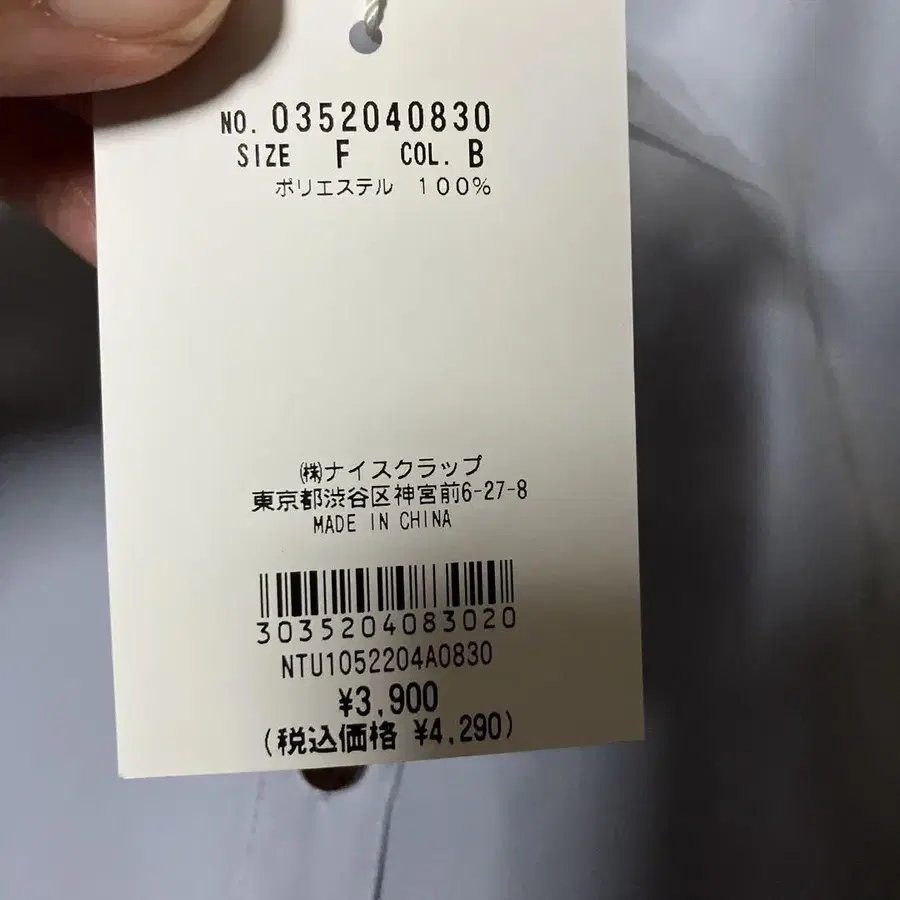 NO. 0352040830
SIZE F COL. B
ポリエステル 100%
㈱ナイスクラップ
東京都渋谷区神宮前6-27-8
MADE IN CHINA
3035204083020
NTU1052204A0830
¥3,900
(税込価格 ¥4,290)